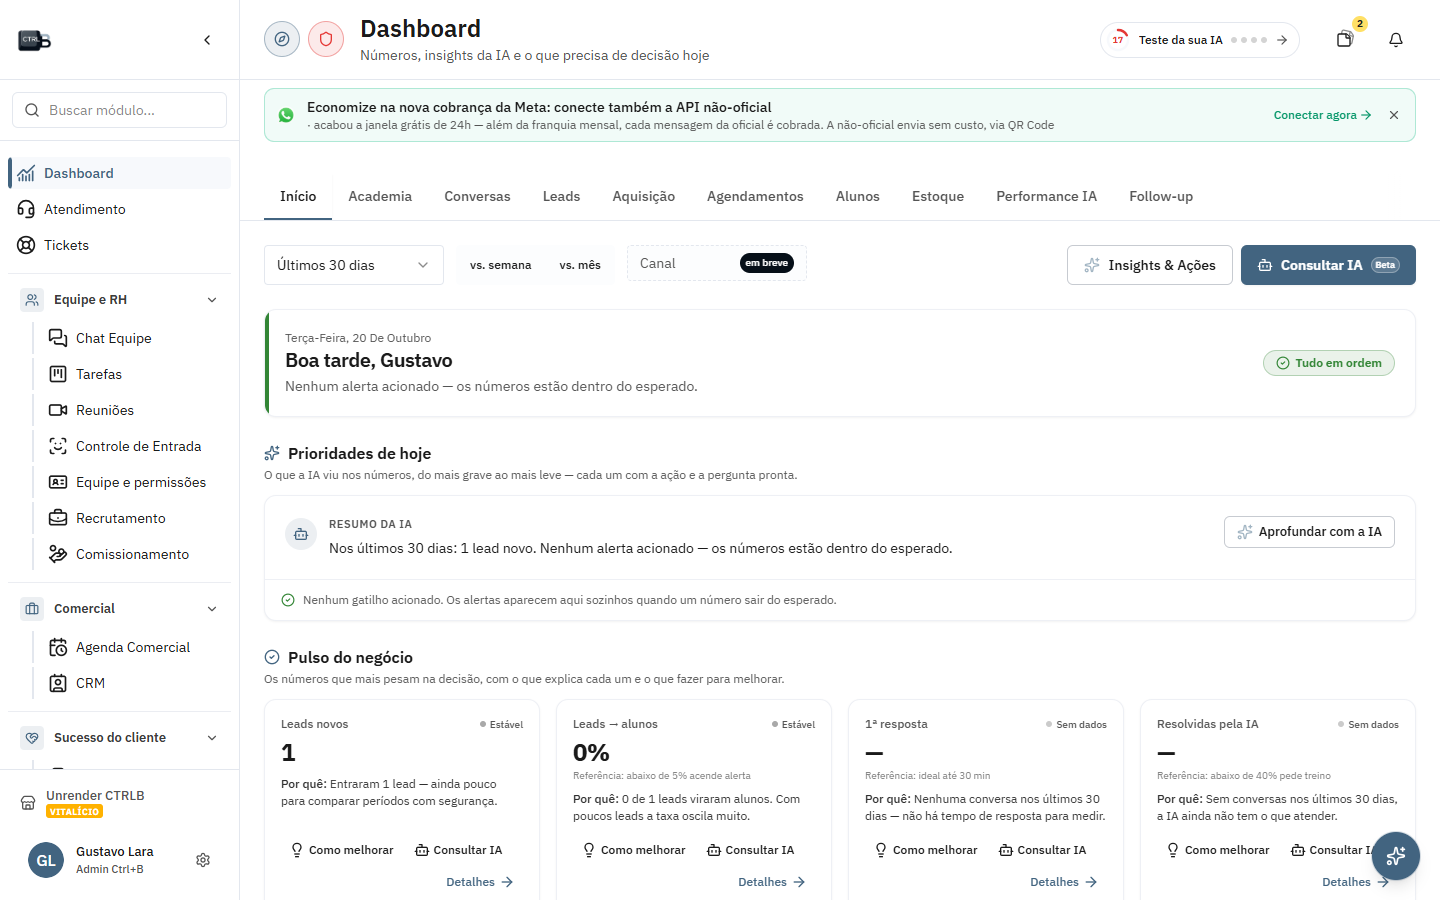 CTRL B
Buscar módulo...
Dashboard
Atendimento
Tickets
Equipe e RH
Chat Equipe
Tarefas
Reuniões
Controle de Entrada
Equipe e permissões
Recrutamento
Comissionamento
Comercial
Agenda Comercial
CRM
Sucesso do cliente
Unrender CTRLB
VITALÍCIO
GL
Gustavo Lara
Admin Ctrl+B
Dashboard
Números, insights da IA e o que precisa de decisão hoje
17 Teste da sua IA
2
Economize na nova cobrança da Meta: conecte também a API não-oficial
· acabou a janela grátis de 24h — além da franquia mensal, cada mensagem da oficial é cobrada. A não-oficial envia sem custo, via QR Code
Conectar agora →
Início Academia Conversas Leads Aquisição Agendamentos Alunos Estoque Performance IA Follow-up
Últimos 30 dias vs. semana vs. mês Canal em breve Insights & Ações Consultar IA Beta
Terça-Feira, 20 De Outubro
Boa tarde, Gustavo
Nenhum alerta acionado — os números estão dentro do esperado.
Tudo em ordem
Prioridades de hoje
O que a IA viu nos números, do mais grave ao mais leve — cada um com a ação e a pergunta pronta.
RESUMO DA IA
Nos últimos 30 dias: 1 lead novo. Nenhum alerta acionado — os números estão dentro do esperado.
Aprofundar com a IA
Nenhum gatilho acionado. Os alertas aparecem aqui sozinhos quando um número sair do esperado.
Pulso do negócio
Os números que mais pesam na decisão, com o que explica cada um e o que fazer para melhorar.
Leads novos Estável
1
Por quê: Entraram 1 lead — ainda pouco
para comparar períodos com segurança.
Como melhorar Consultar IA
Detalhes →
Leads → alunos Estável
0%
Referência: abaixo de 5% acende alerta
Por quê: 0 de 1 leads viraram alunos. Com
poucos leads a taxa oscila muito.
Como melhorar Consultar IA
Detalhes →
1ª resposta Sem dados
—
Referência: ideal até 30 min
Por quê: Nenhuma conversa nos últimos 30
dias — não há tempo de resposta para medir.
Como melhorar Consultar IA
Detalhes →
Resolvidas pela IA Sem dados
—
Referência: abaixo de 40% pede treino
Por quê: Sem conversas nos últimos 30 dias,
a IA ainda não tem o que atender.
Como melhorar Consultar I
Detalhes →